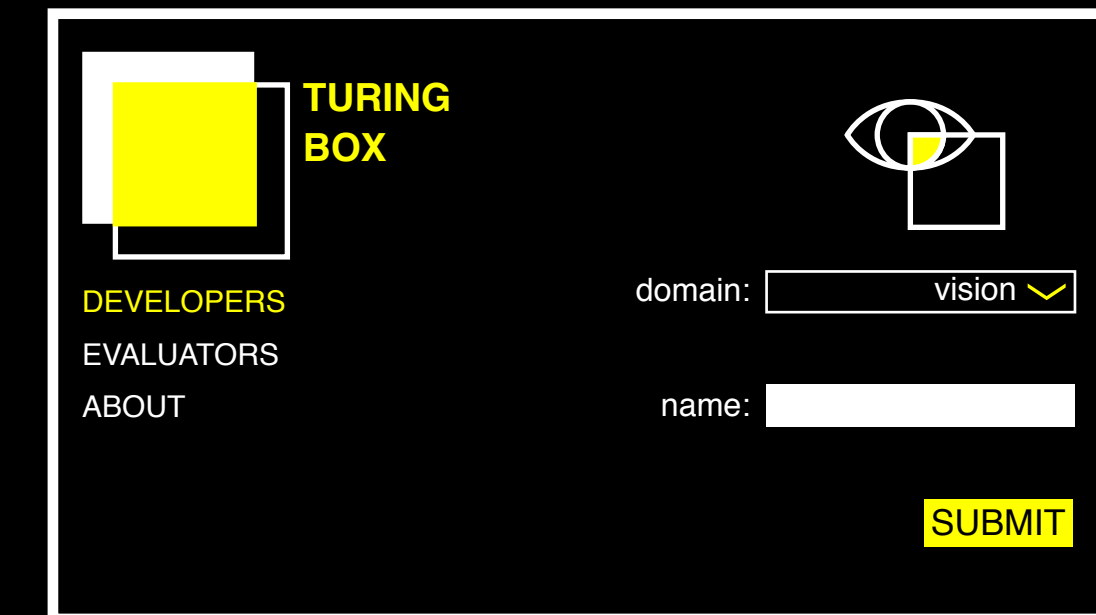 TURING
BOX
DEVELOPERS
EVALUATORS
ABOUT
domain: vision
name:
SUBMIT